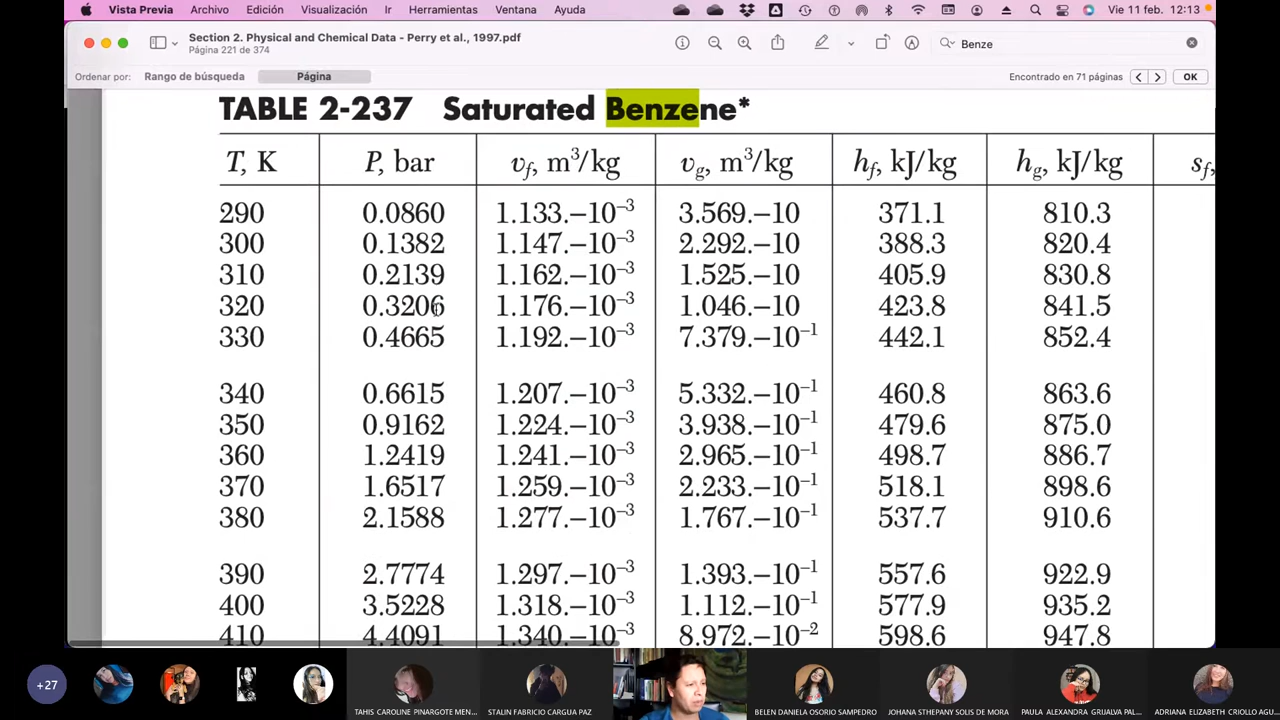 Vista Previa Archivo Edición Visualización Ir Herramientas Ventana Ayuda Vie 11 feb. 12:13
Section 2. Physical and Chemical Data - Perry et al., 1997.pdf
Página 221 de 374
Benze
Ordenar por: Rango de búsqueda Página Encontrado en 71 páginas OK
TABLE 2-237 Saturated Benzene*
T, K P, bar v_f, m³/kg v_g, m³/kg h_f, kJ/kg h_g, kJ/kg s_f,
290 0.0860 1.133.–10⁻³ 3.569.–10 371.1 810.3
300 0.1382 1.147.–10⁻³ 2.292.–10 388.3 820.4
310 0.2139 1.162.–10⁻³ 1.525.–10 405.9 830.8
320 0.3206 1.176.–10⁻³ 1.046.–10 423.8 841.5
330 0.4665 1.192.–10⁻³ 7.379.–10⁻¹ 442.1 852.4
340 0.6615 1.207.–10⁻³ 5.332.–10⁻¹ 460.8 863.6
350 0.9162 1.224.–10⁻³ 3.938.–10⁻¹ 479.6 875.0
360 1.2419 1.241.–10⁻³ 2.965.–10⁻¹ 498.7 886.7
370 1.6517 1.259.–10⁻³ 2.233.–10⁻¹ 518.1 898.6
380 2.1588 1.277.–10⁻³ 1.767.–10⁻¹ 537.7 910.6
390 2.7774 1.297.–10⁻³ 1.393.–10⁻¹ 557.6 922.9
400 3.5228 1.318.–10⁻³ 1.112.–10⁻¹ 577.9 935.2
410 4.4091 1.340.–10⁻³ 8.972.–10⁻² 598.6 947.8
+27
TAHIS CAROLINE PINARGOTE MEN... STALIN FABRICIO CARGUA PAZ BELEN DANIELA OSORIO SAMPEDRO JOHANA STHEPANY SOLIS DE MORA PAULA ALEXANDRA GRIJALVA PAL... ADRIANA ELIZABETH CRIOLLO AGU...